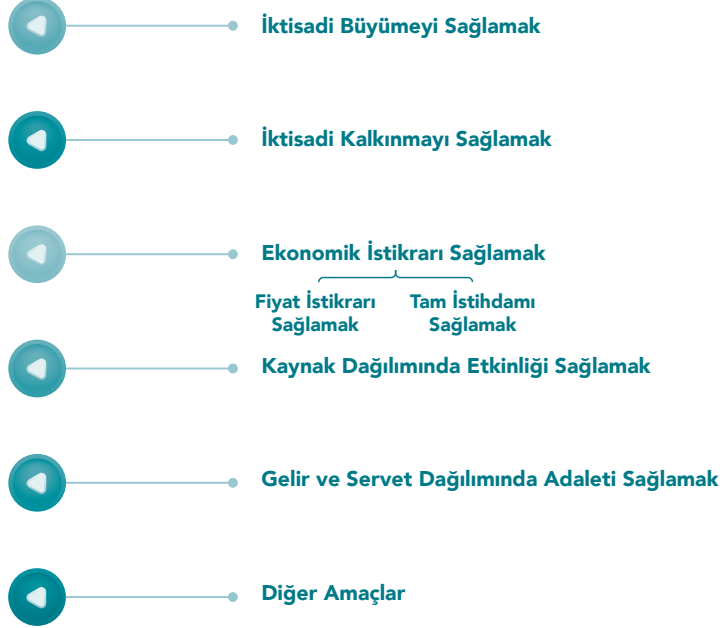 İktisadi Büyümeyi Sağlamak
İktisadi Kalkınmayı Sağlamak
Ekonomik İstikrarı Sağlamak
Fiyat İstikrarı
Sağlamak
Tam İstihdamı
Sağlamak
Kaynak Dağılımında Etkinliği Sağlamak
Gelir ve Servet Dağılımında Adaleti Sağlamak
Diğer Amaçlar